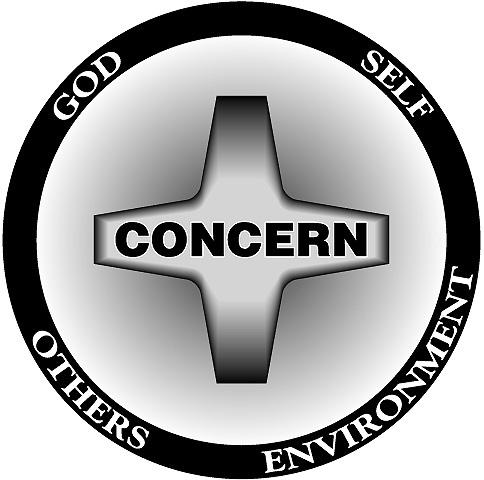 GOD
SELF
CONCERN
OTHERS
ENVIRONMENT